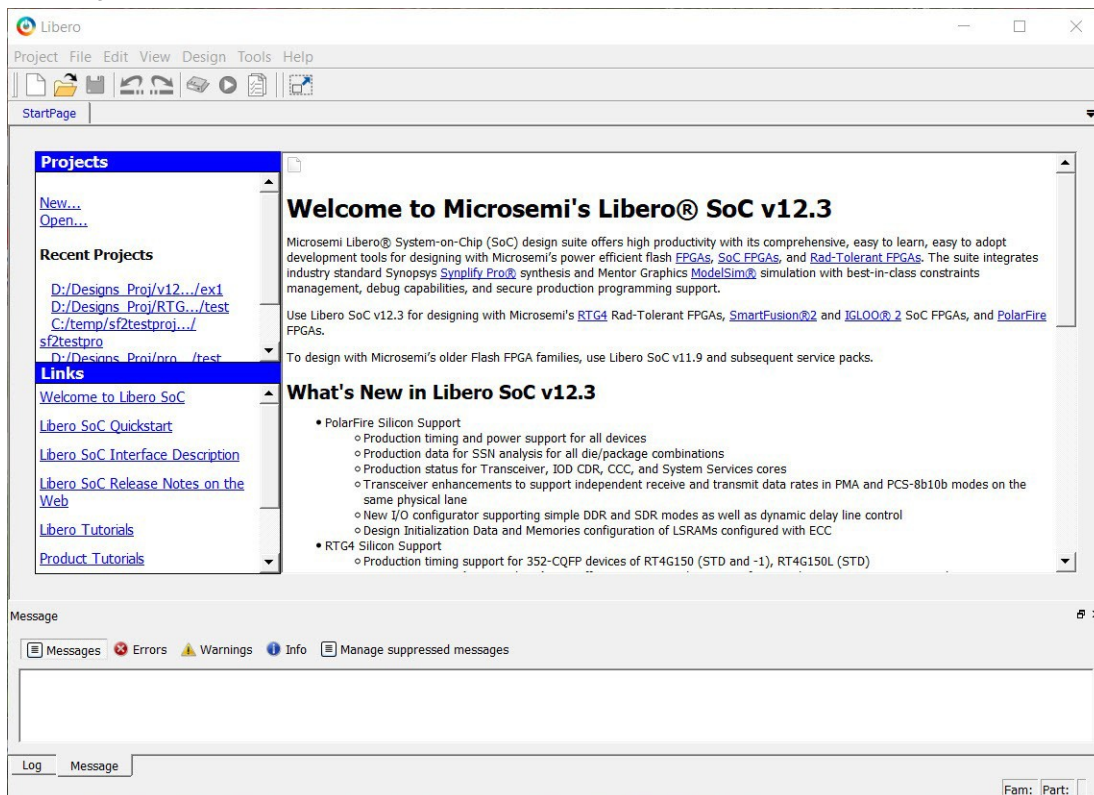 Libero
Project File Edit View Design Tools Help
StartPage
Projects
New...
Open...
Recent Projects
D:/Designs_Proj/v12.../ex1
D:/Designs_Proj/RTG.../test
C:/temp/sf2testproj.../
sf2testpro
D:/Designs_Proj/pro.../test
Links
Welcome to Libero SoC
Libero SoC Quickstart
Libero SoC Interface Description
Libero SoC Release Notes on the
Web
Libero Tutorials
Product Tutorials
Welcome to Microsemi's Libero® SoC v12.3
Microsemi Libero® System-on-Chip (SoC) design suite offers high productivity with its comprehensive, easy to learn, easy to adopt
development tools for designing with Microsemi's power efficient flash FPGAs, SoC FPGAs, and Rad-Tolerant FPGAs. The suite integrates
industry standard Synopsys Synplify Pro® synthesis and Mentor Graphics ModelSim® simulation with best-in-class constraints
management, debug capabilities, and secure production programming support.
Use Libero SoC v12.3 for designing with Microsemi's RTG4 Rad-Tolerant FPGAs, SmartFusion®2 and IGLOO® 2 SoC FPGAs, and PolarFire
FPGAs.
To design with Microsemi's older Flash FPGA families, use Libero SoC v11.9 and subsequent service packs.
What's New in Libero SoC v12.3
• PolarFire Silicon Support
○ Production timing and power support for all devices
○ Production data for SSN analysis for all die/package combinations
○ Production status for Transceiver, IOD CDR, CCC, and System Services cores
○ Transceiver enhancements to support independent receive and transmit data rates in PMA and PCS-8b10b modes on the
same physical lane
○ New I/O configurator supporting simple DDR and SDR modes as well as dynamic delay line control
○ Design Initialization Data and Memories configuration of LSRAMs configured with ECC
• RTG4 Silicon Support
○ Production timing support for 352-CQFP devices of RT4G150 (STD and -1), RT4G150L (STD)
Message
Messages Errors Warnings Info Manage suppressed messages
Log Message
Fam: Part: